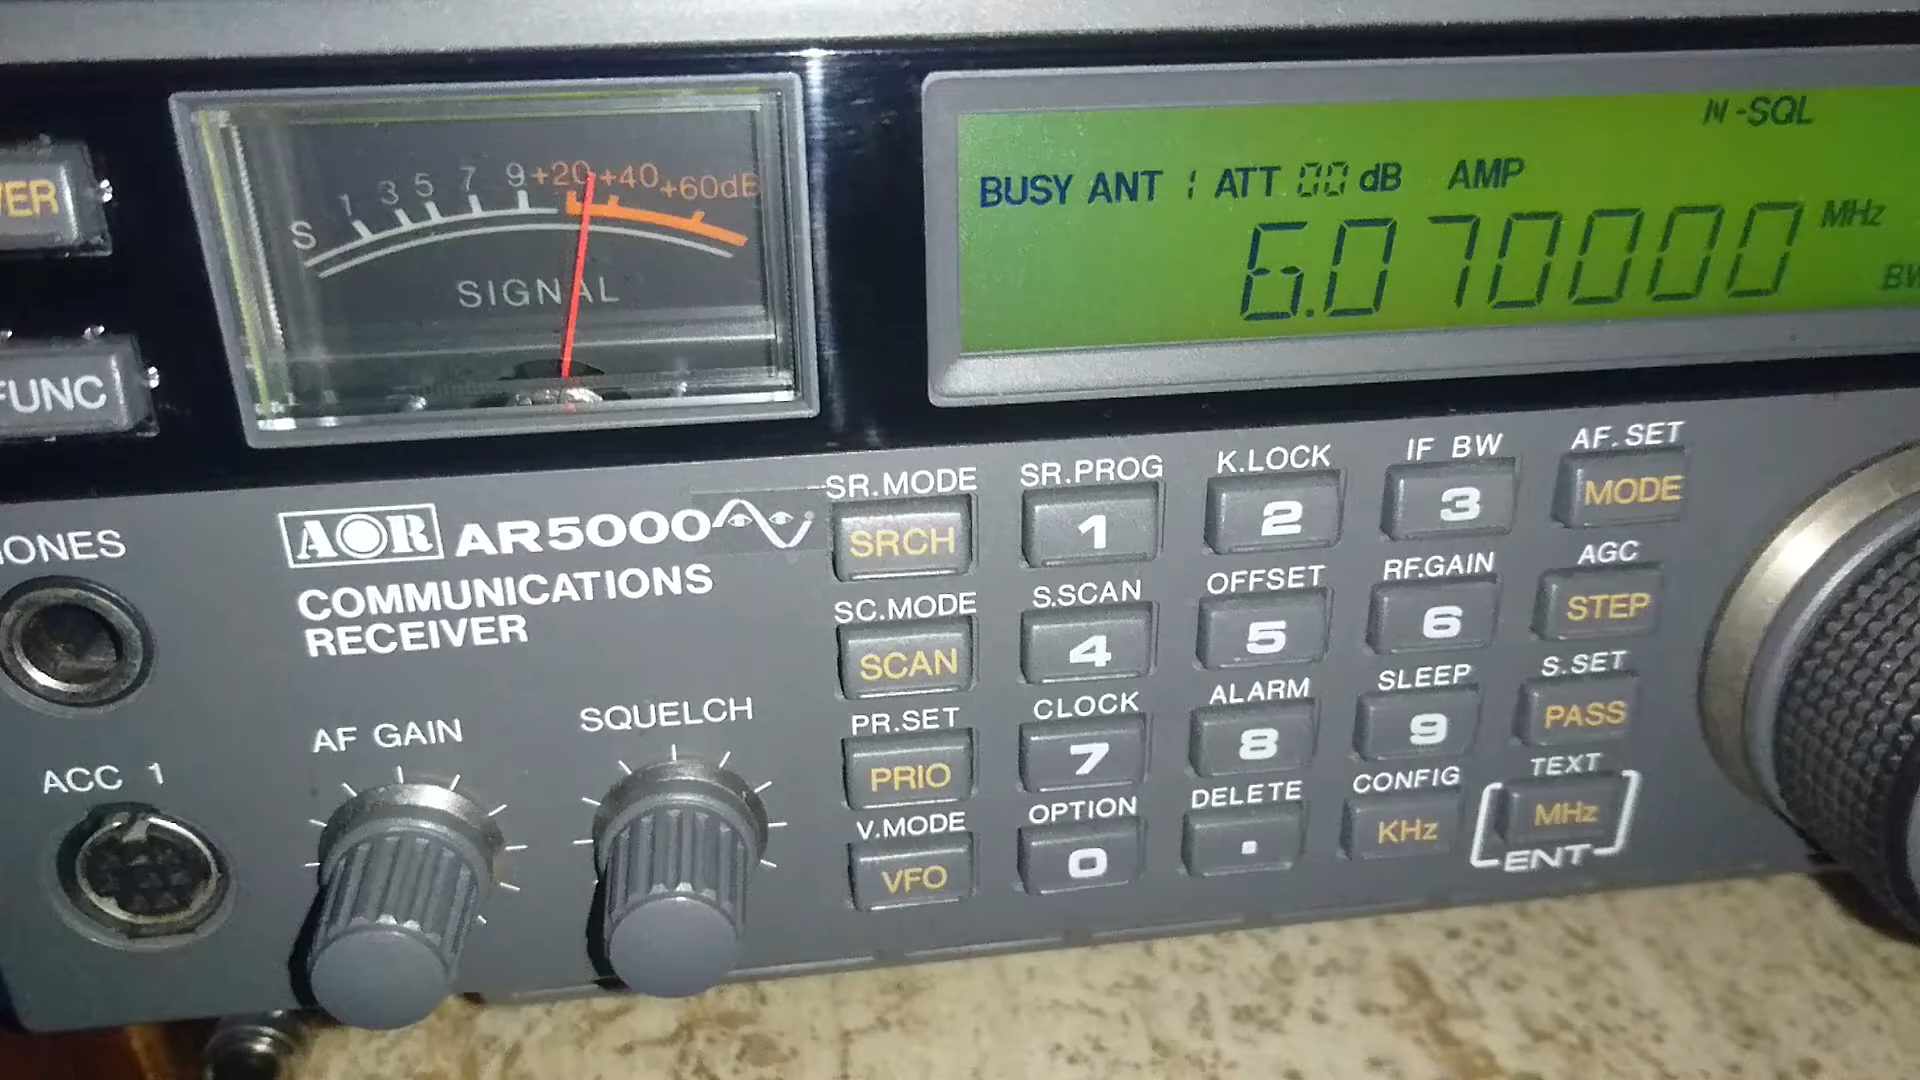 WER
FUNC
S 1 3 5 7 9 +20 +40 +60dB
SIGNAL
N -SQL
BUSY ANT 1 ATT 00 dB AMP
6.070000 MHz
BW
AOR AR5000
COMMUNICATIONS
RECEIVER
IONES
ACC 1
AF GAIN
SQUELCH
SR.MODE SR.PROG K.LOCK IF BW AF.SET
SRCH 1 2 3 MODE
SC.MODE S.SCAN OFFSET RF.GAIN AGC
SCAN 4 5 6 STEP
PR.SET CLOCK ALARM SLEEP S.SET
PRIO 7 8 9 PASS
V.MODE OPTION DELETE CONFIG TEXT
VFO 0 . KHz MHz
ENT